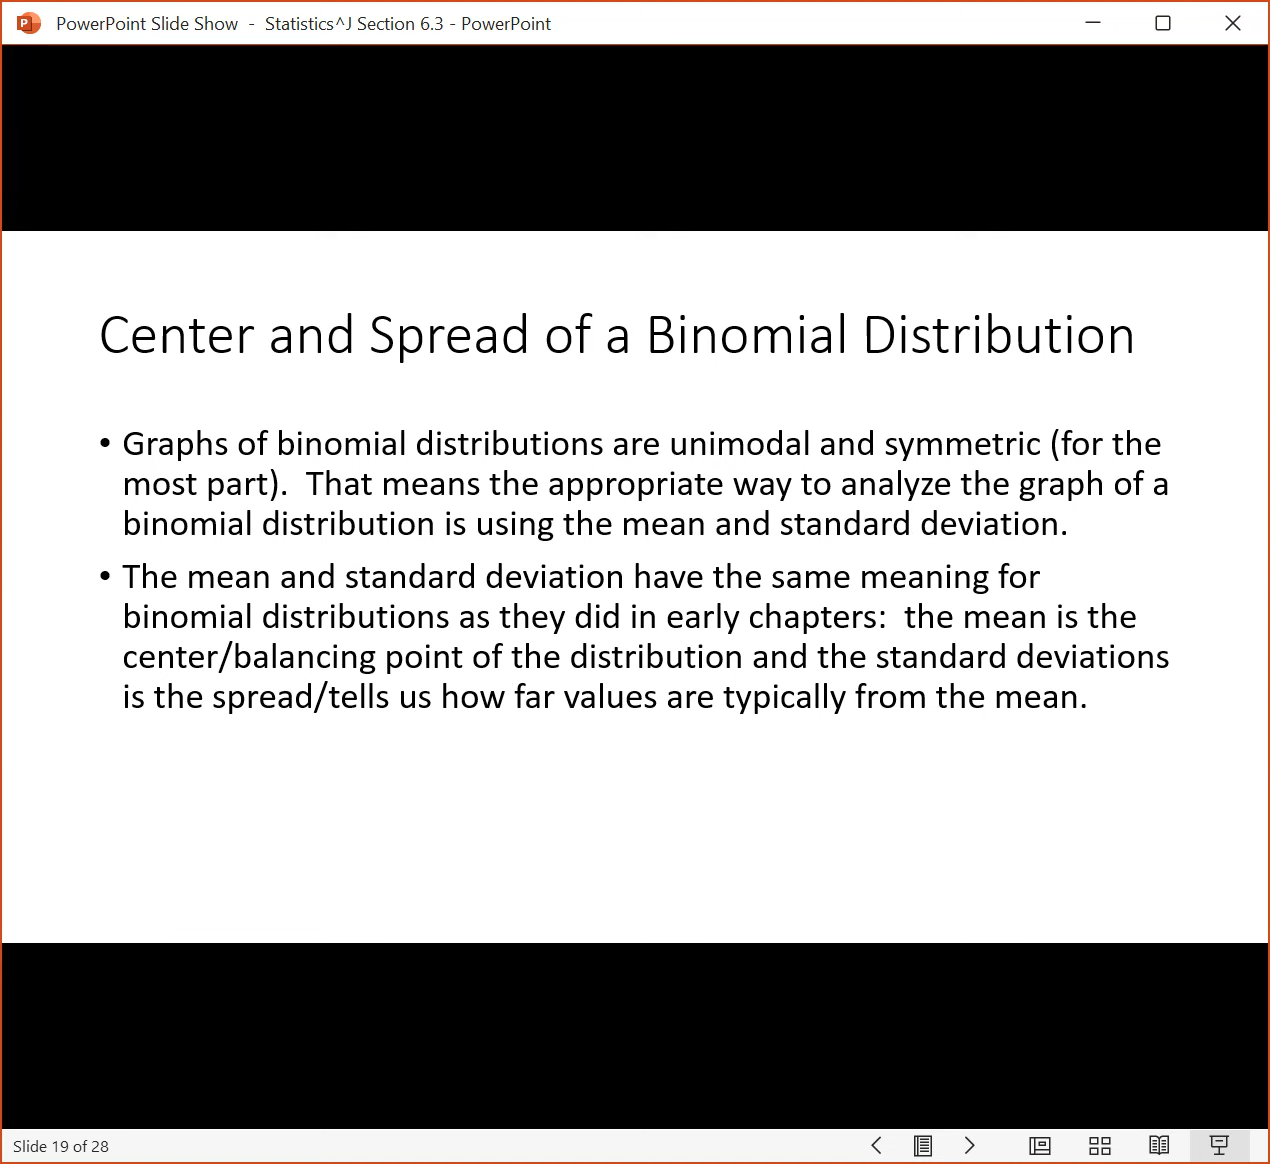 PowerPoint Slide Show - Statistics^J Section 6.3 - PowerPoint
Center and Spread of a Binomial Distribution
• Graphs of binomial distributions are unimodal and symmetric (for the
most part).  That means the appropriate way to analyze the graph of a
binomial distribution is using the mean and standard deviation.
• The mean and standard deviation have the same meaning for
binomial distributions as they did in early chapters:  the mean is the
center/balancing point of the distribution and the standard deviations
is the spread/tells us how far values are typically from the mean.
Slide 19 of 28